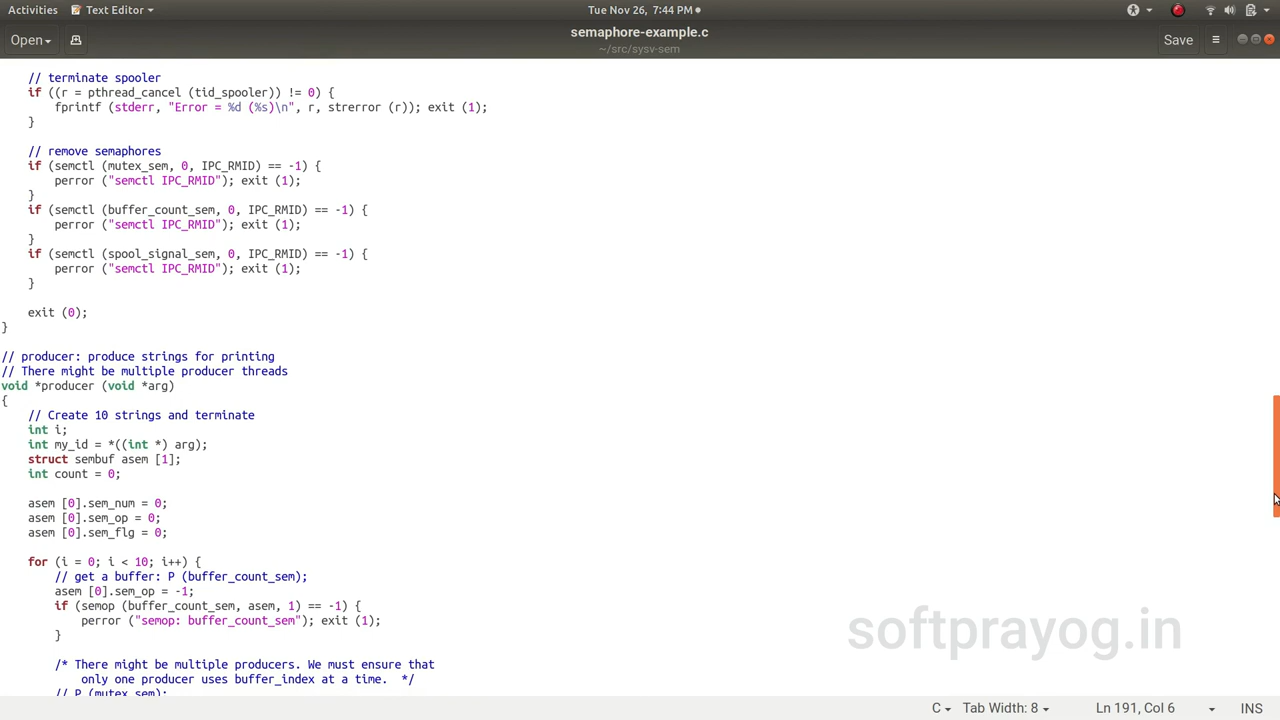 Activities Text Editor Tue Nov 26, 7:44 PM
Open semaphore-example.c Save
~/src/sysv-sem
// terminate spooler
if ((r = pthread_cancel (tid_spooler)) != 0) {
fprintf (stderr, "Error = %d (%s)\n", r, strerror (r)); exit (1);
}
// remove semaphores
if (semctl (mutex_sem, 0, IPC_RMID) == -1) {
perror ("semctl IPC_RMID"); exit (1);
}
if (semctl (buffer_count_sem, 0, IPC_RMID) == -1) {
perror ("semctl IPC_RMID"); exit (1);
}
if (semctl (spool_signal_sem, 0, IPC_RMID) == -1) {
perror ("semctl IPC_RMID"); exit (1);
}
exit (0);
}
// producer: produce strings for printing
// There might be multiple producer threads
void *producer (void *arg)
{
// Create 10 strings and terminate
int i;
int my_id = *((int *) arg);
struct sembuf asem [1];
int count = 0;
asem [0].sem_num = 0;
asem [0].sem_op = 0;
asem [0].sem_flg = 0;
for (i = 0; i < 10; i++) {
// get a buffer: P (buffer_count_sem);
asem [0].sem_op = -1;
if (semop (buffer_count_sem, asem, 1) == -1) {
perror ("semop: buffer_count_sem"); exit (1);
}
/* There might be multiple producers. We must ensure that
only one producer uses buffer_index at a time. */
// P (mutex_sem);
softprayog.in
C Tab Width: 8 Ln 191, Col 6 INS